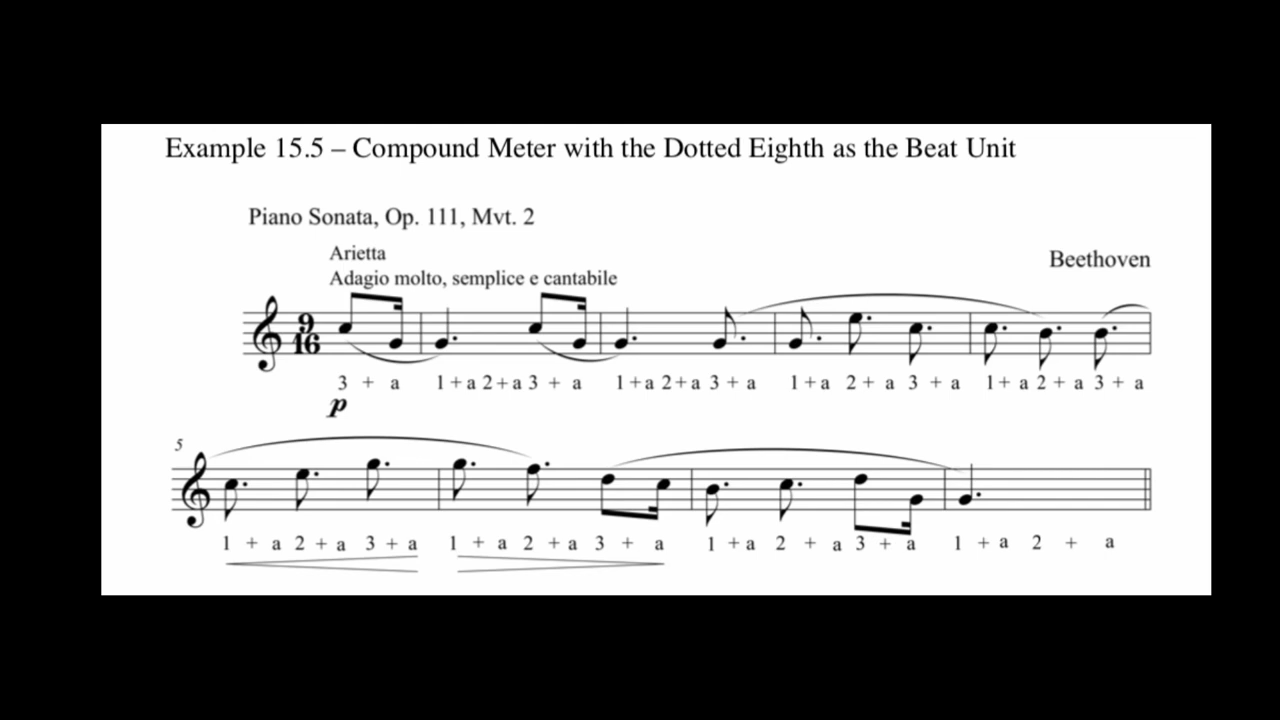 Example 15.5 – Compound Meter with the Dotted Eighth as the Beat Unit
Piano Sonata, Op. 111, Mvt. 2
Arietta
Beethoven
Adagio molto, semplice e cantabile
9
16
3 + a 1 + a 2 + a 3 + a 1 + a 2 + a 3 + a 1 + a 2 + a 3 + a 1 + a 2 + a 3 + a
p
5
1 + a 2 + a 3 + a 1 + a 2 + a 3 + a 1 + a 2 + a 3 + a 1 + a 2 + a